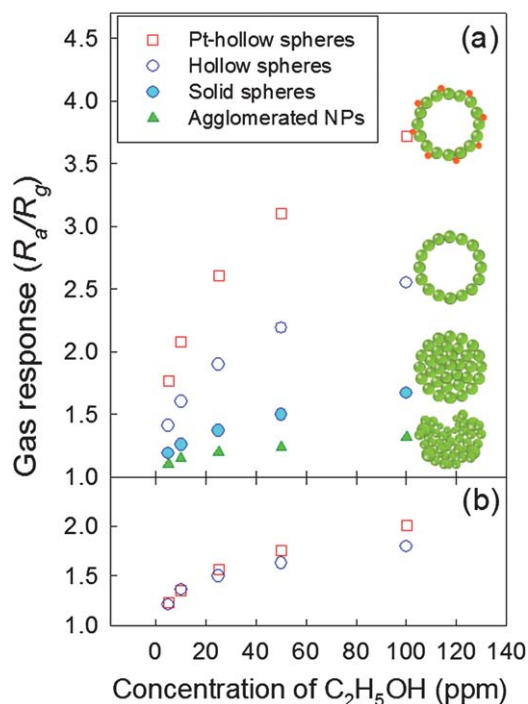 4.5
4.0
3.5
3.0
2.5
2.0
1.5
1.0
(a)
Pt-hollow spheres
Hollow spheres
Solid spheres
Agglomerated NPs
Gas response (Ra/Rg)
(b)
2.0
1.5
1.0
0 20 40 60 80 100 120 140
Concentration of C2H5OH (ppm)